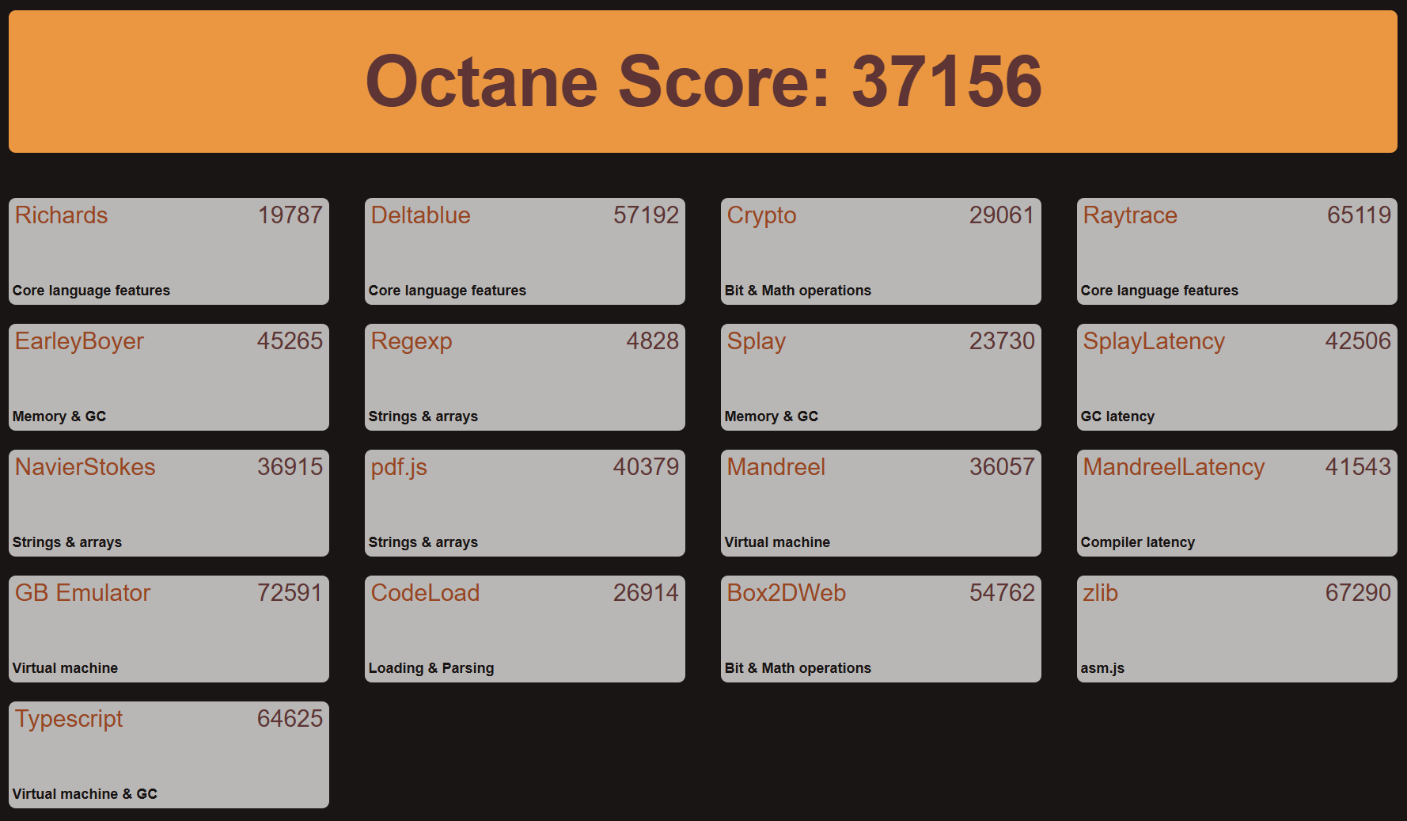 Octane Score: 37156
Richards 19787
Core language features
Deltablue 57192
Core language features
Crypto 29061
Bit & Math operations
Raytrace 65119
Core language features
EarleyBoyer 45265
Memory & GC
Regexp 4828
Strings & arrays
Splay 23730
Memory & GC
SplayLatency 42506
GC latency
NavierStokes 36915
Strings & arrays
pdf.js 40379
Strings & arrays
Mandreel 36057
Virtual machine
MandreelLatency 41543
Compiler latency
GB Emulator 72591
Virtual machine
CodeLoad 26914
Loading & Parsing
Box2DWeb 54762
Bit & Math operations
zlib 67290
asm.js
Typescript 64625
Virtual machine & GC